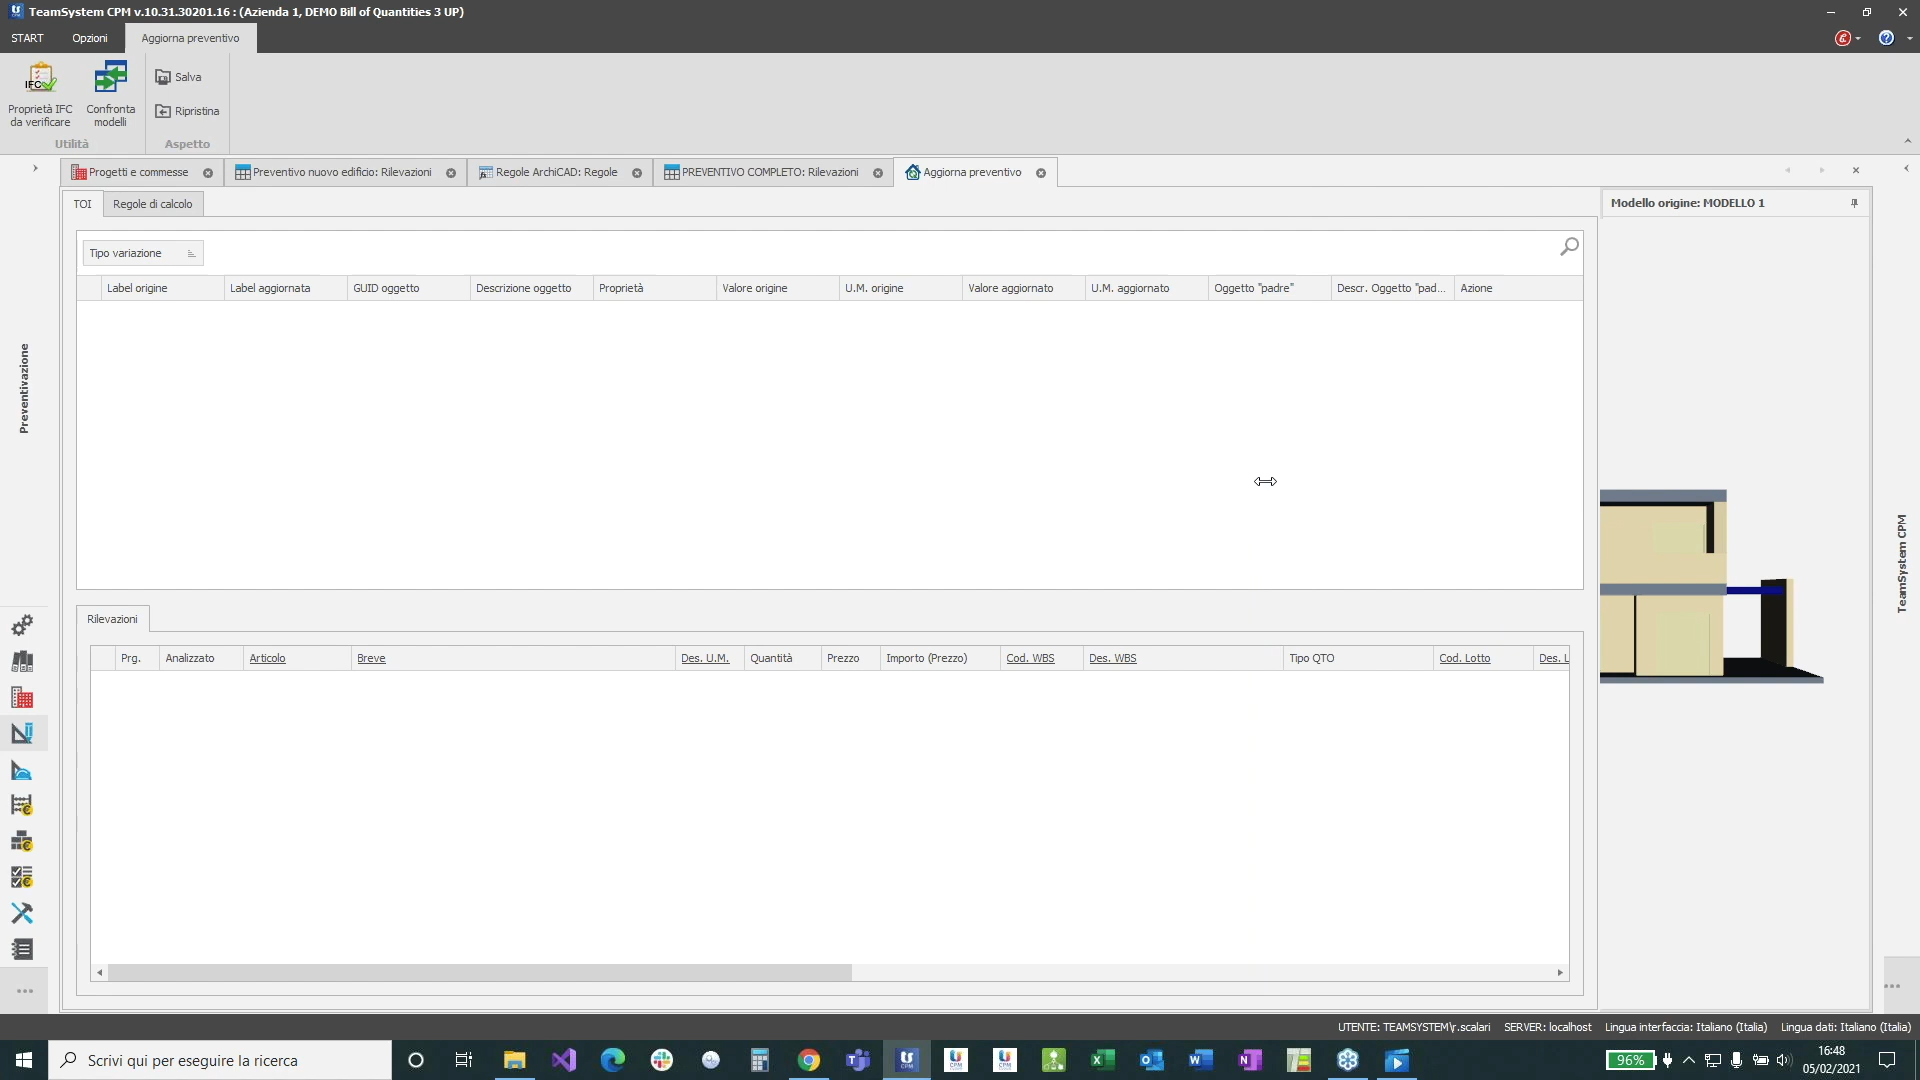 TeamSystem CPM v.10.31.30201.16 : (Azienda 1, DEMO Bill of Quantities 3 UP)
START Opzioni Aggiorna preventivo
IFC
Proprietà IFC da verificare
Confronta modelli
Salva
Ripristina
Utilità Aspetto
Progetti e commesse Preventivo nuovo edificio: Rilevazioni Regole ArchiCAD: Regole PREVENTIVO COMPLETO: Rilevazioni Aggiorna preventivo
TOI Regole di calcolo
Modello origine: MODELLO 1
Tipo variazione
Label origine Label aggiornata GUID oggetto Descrizione oggetto Proprietà Valore origine U.M. origine Valore aggiornato U.M. aggiornato Oggetto "padre" Descr. Oggetto "pad... Azione
Preventivazione
TeamSystem CPM
Rilevazioni
Prg. Analizzato Articolo Breve Des. U.M. Quantità Prezzo Importo (Prezzo) Cod. WBS Des. WBS Tipo QTO Cod. Lotto Des. L
UTENTE: TEAMSYSTEM\r.scalari SERVER: localhost Lingua interfaccia: Italiano (Italia) Lingua dati: Italiano (Italia)
Scrivi qui per eseguire la ricerca
96%
16:48
05/02/2021